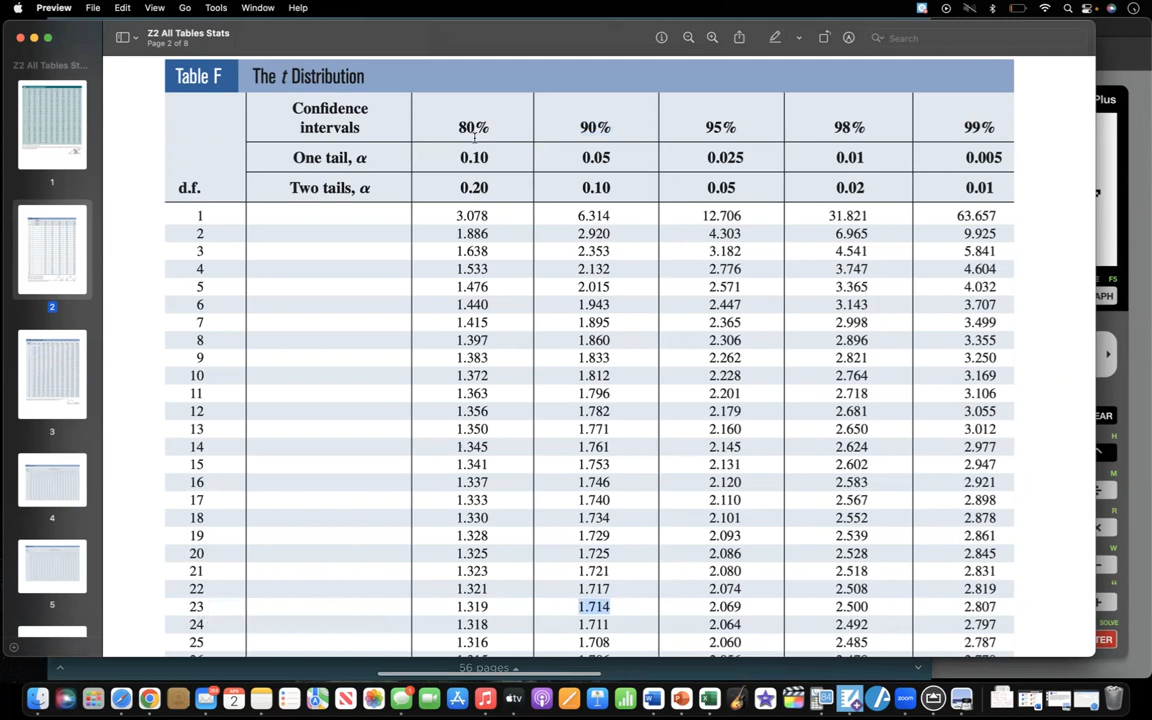 Preview File Edit View Go Tools Window Help
Z2 All Tables Stats
Page 2 of 8
Search
Z2 All Tables St...
1
2
3
4
5
Table F The t Distribution
Confidence intervals 80% 90% 95% 98% 99%
One tail, α 0.10 0.05 0.025 0.01 0.005
d.f. Two tails, α 0.20 0.10 0.05 0.02 0.01
1 3.078 6.314 12.706 31.821 63.657
2 1.886 2.920 4.303 6.965 9.925
3 1.638 2.353 3.182 4.541 5.841
4 1.533 2.132 2.776 3.747 4.604
5 1.476 2.015 2.571 3.365 4.032
6 1.440 1.943 2.447 3.143 3.707
7 1.415 1.895 2.365 2.998 3.499
8 1.397 1.860 2.306 2.896 3.355
9 1.383 1.833 2.262 2.821 3.250
10 1.372 1.812 2.228 2.764 3.169
11 1.363 1.796 2.201 2.718 3.106
12 1.356 1.782 2.179 2.681 3.055
13 1.350 1.771 2.160 2.650 3.012
14 1.345 1.761 2.145 2.624 2.977
15 1.341 1.753 2.131 2.602 2.947
16 1.337 1.746 2.120 2.583 2.921
17 1.333 1.740 2.110 2.567 2.898
18 1.330 1.734 2.101 2.552 2.878
19 1.328 1.729 2.093 2.539 2.861
20 1.325 1.725 2.086 2.528 2.845
21 1.323 1.721 2.080 2.518 2.831
22 1.321 1.717 2.074 2.508 2.819
23 1.319 1.714 2.069 2.500 2.807
24 1.318 1.711 2.064 2.492 2.797
25 1.316 1.708 2.060 2.485 2.787
Plus
F5
APH
EAR
H
M
R
W
SOLVE
TER
56 pages